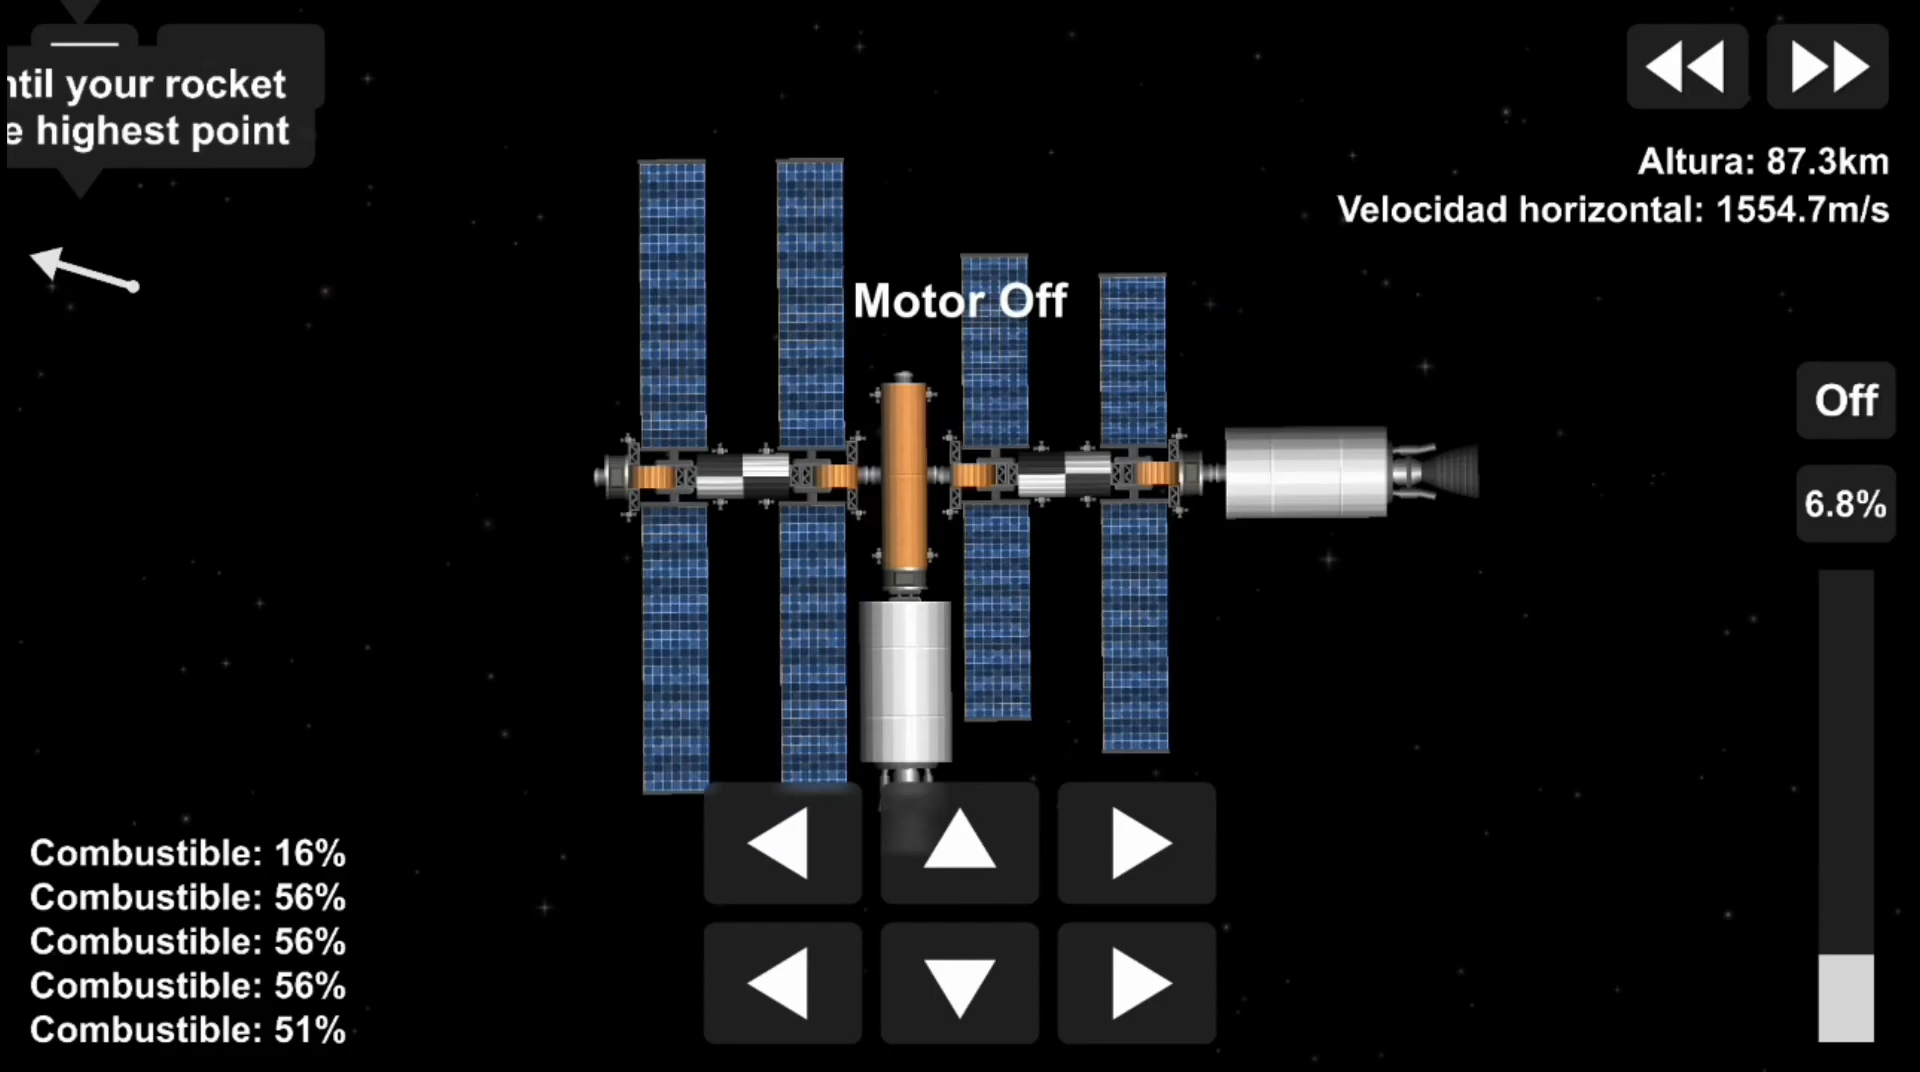 until your rocket
e highest point
Altura: 87.3km
Velocidad horizontal: 1554.7m/s
Motor Off
Off
6.8%
Combustible: 16%
Combustible: 56%
Combustible: 56%
Combustible: 56%
Combustible: 51%